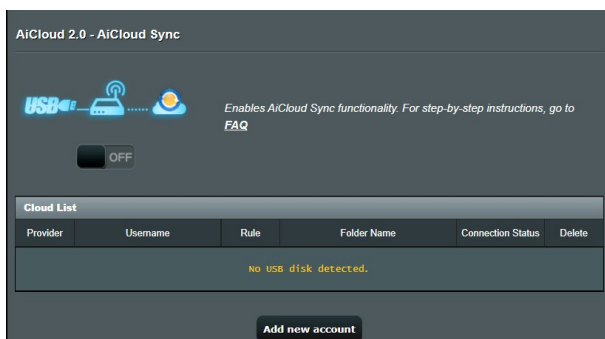 AiCloud 2.0 - AiCloud Sync
USB
Enables AiCloud Sync functionality. For step-by-step instructions, go to
FAQ
OFF
Cloud List
Provider Username Rule Folder Name Connection Status Delete
No USB disk detected.
Add new account